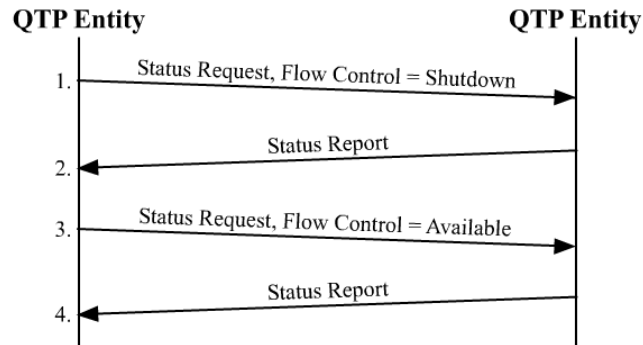 QTP Entity QTP Entity
1. Status Request, Flow Control = Shutdown
2. Status Report
3. Status Request, Flow Control = Available
4. Status Report